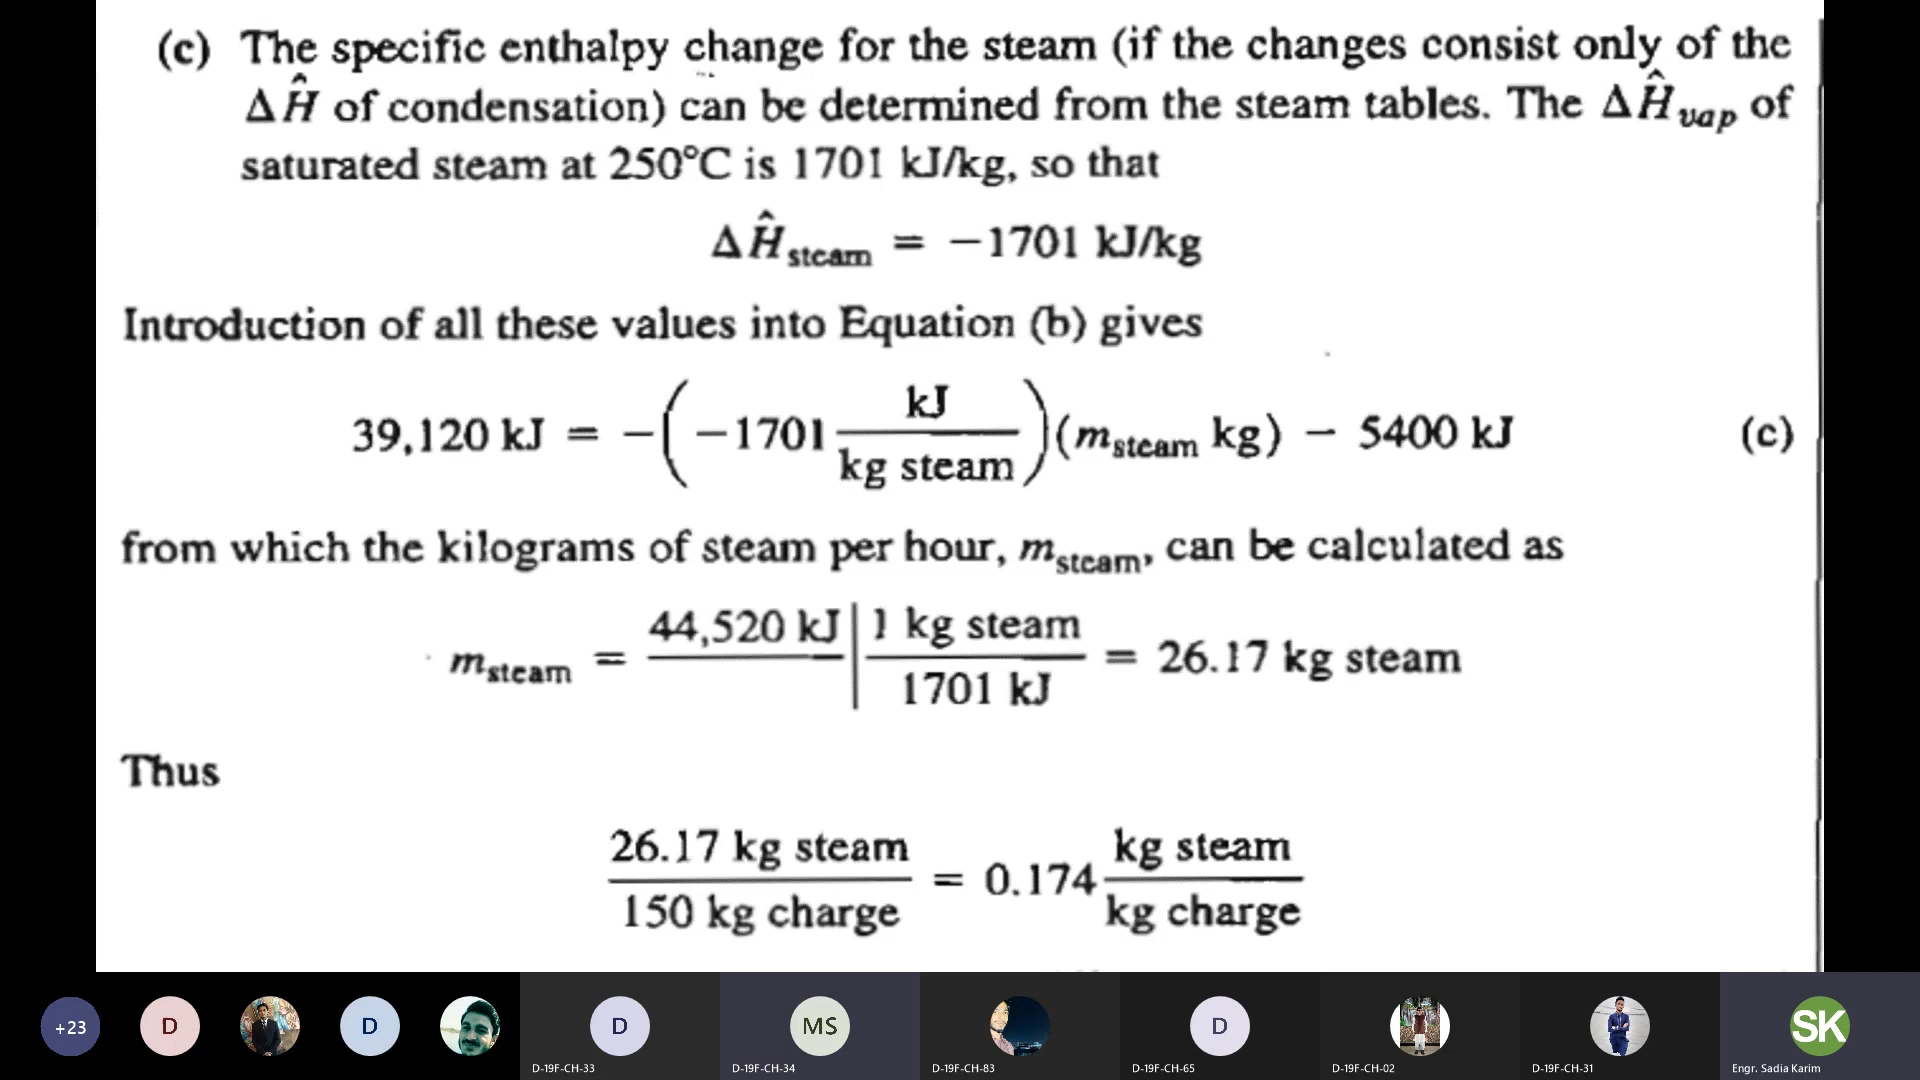 (c) The specific enthalpy change for the steam (if the changes consist only of the
ΔĤ of condensation) can be determined from the steam tables. The ΔĤvap of
saturated steam at 250°C is 1701 kJ/kg, so that
ΔĤsteam = −1701 kJ/kg
Introduction of all these values into Equation (b) gives
39,120 kJ = −(−1701 kJ/kg steam)(msteam kg) − 5400 kJ (c)
from which the kilograms of steam per hour, msteam, can be calculated as
msteam = 44,520 kJ | 1 kg steam / 1701 kJ = 26.17 kg steam
Thus
26.17 kg steam / 150 kg charge = 0.174 kg steam / kg charge
+23 D D D MS D SK
D-19F-CH-33 D-19F-CH-34 D-19F-CH-83 D-19F-CH-65 D-19F-CH-02 D-19F-CH-31 Engr. Sadia Karim